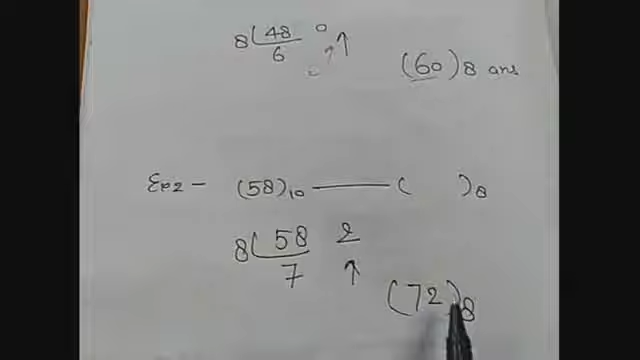 8 48 0
6
(60)8 ans
Ex2 - (58)10 —— ( )8
8 58 2
7
(72)8